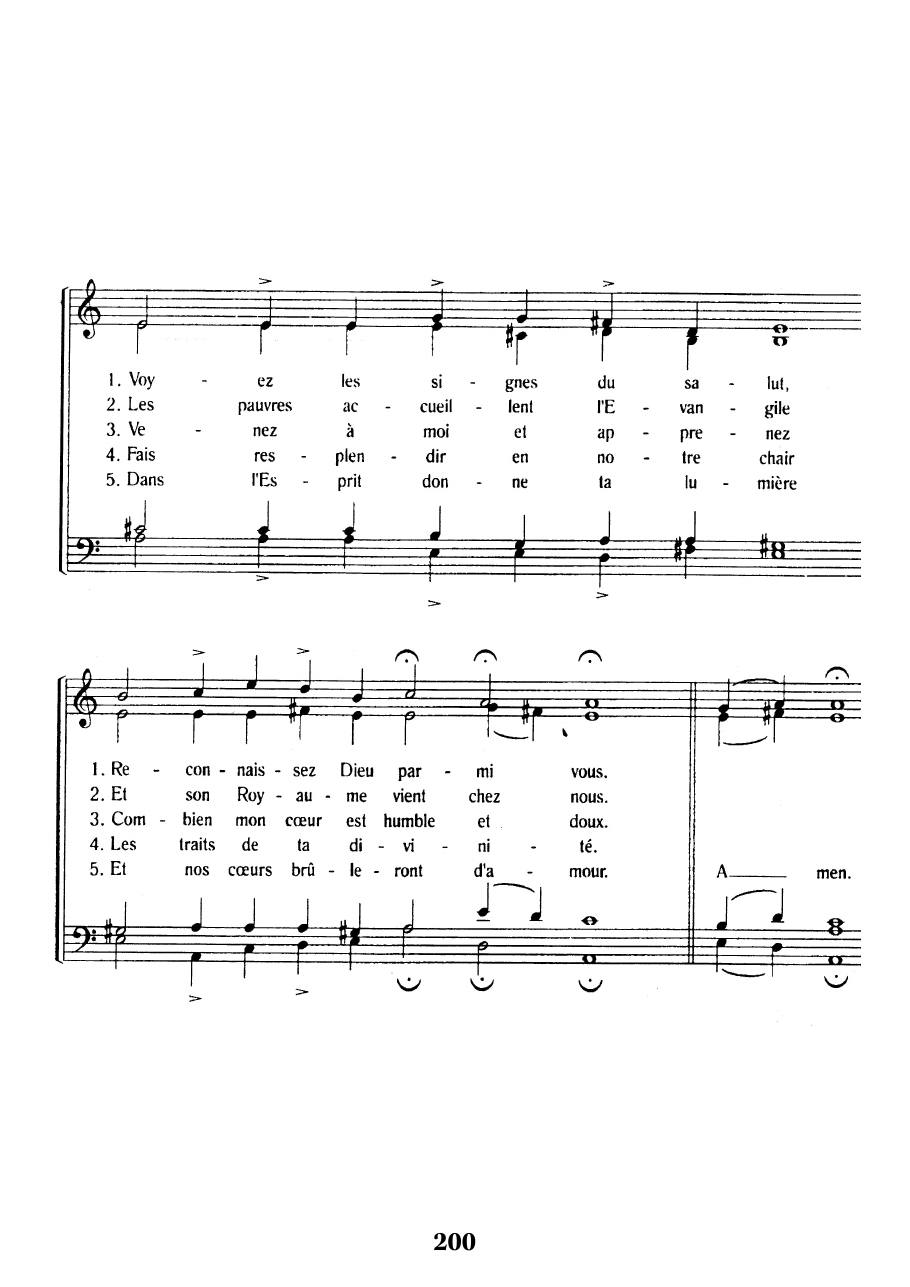 1. Voy - ez les si - gnes du sa - lut,
2. Les pauvres ac - cueil - lent l'E - van - gile
3. Ve - nez à moi et ap - pre - nez
4. Fais res - plen - dir en no - tre chair
5. Dans l'Es - prit don - ne ta lu - mière
1. Re - con - nais - sez Dieu par - mi vous.
2. Et son Roy - au - me vient chez nous.
3. Com - bien mon cœur est humble et doux.
4. Les traits de ta di - vi - ni - té.
5. Et nos cœurs brû - le - ront d'a - mour. A____ men.
200